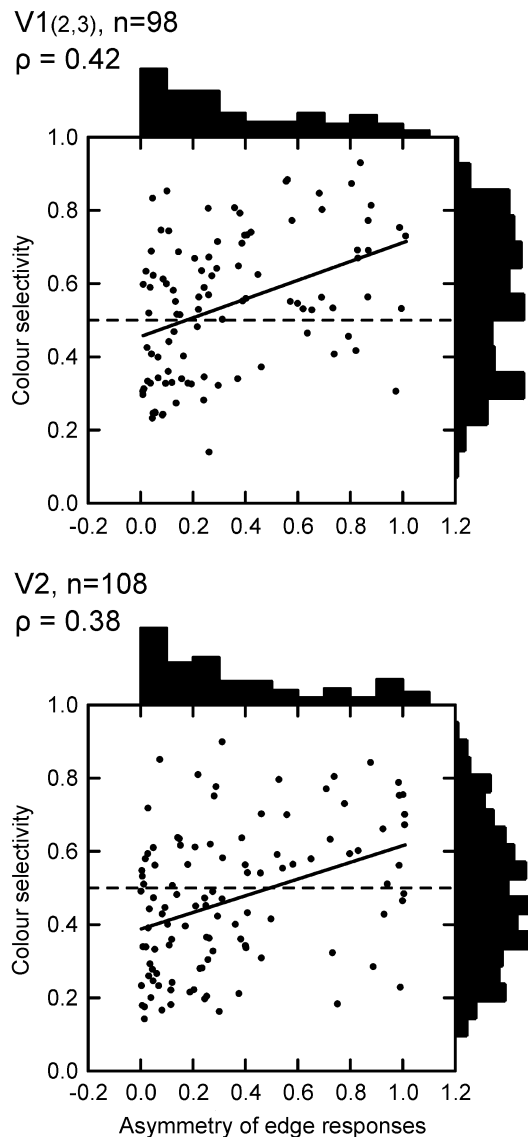 V1(2,3), n=98
ρ = 0.42
Colour selectivity
1.0
0.8
0.6
0.4
0.2
0.0
-0.2 0.0 0.2 0.4 0.6 0.8 1.0 1.2
V2, n=108
ρ = 0.38
Colour selectivity
1.0
0.8
0.6
0.4
0.2
0.0
-0.2 0.0 0.2 0.4 0.6 0.8 1.0 1.2
Asymmetry of edge responses